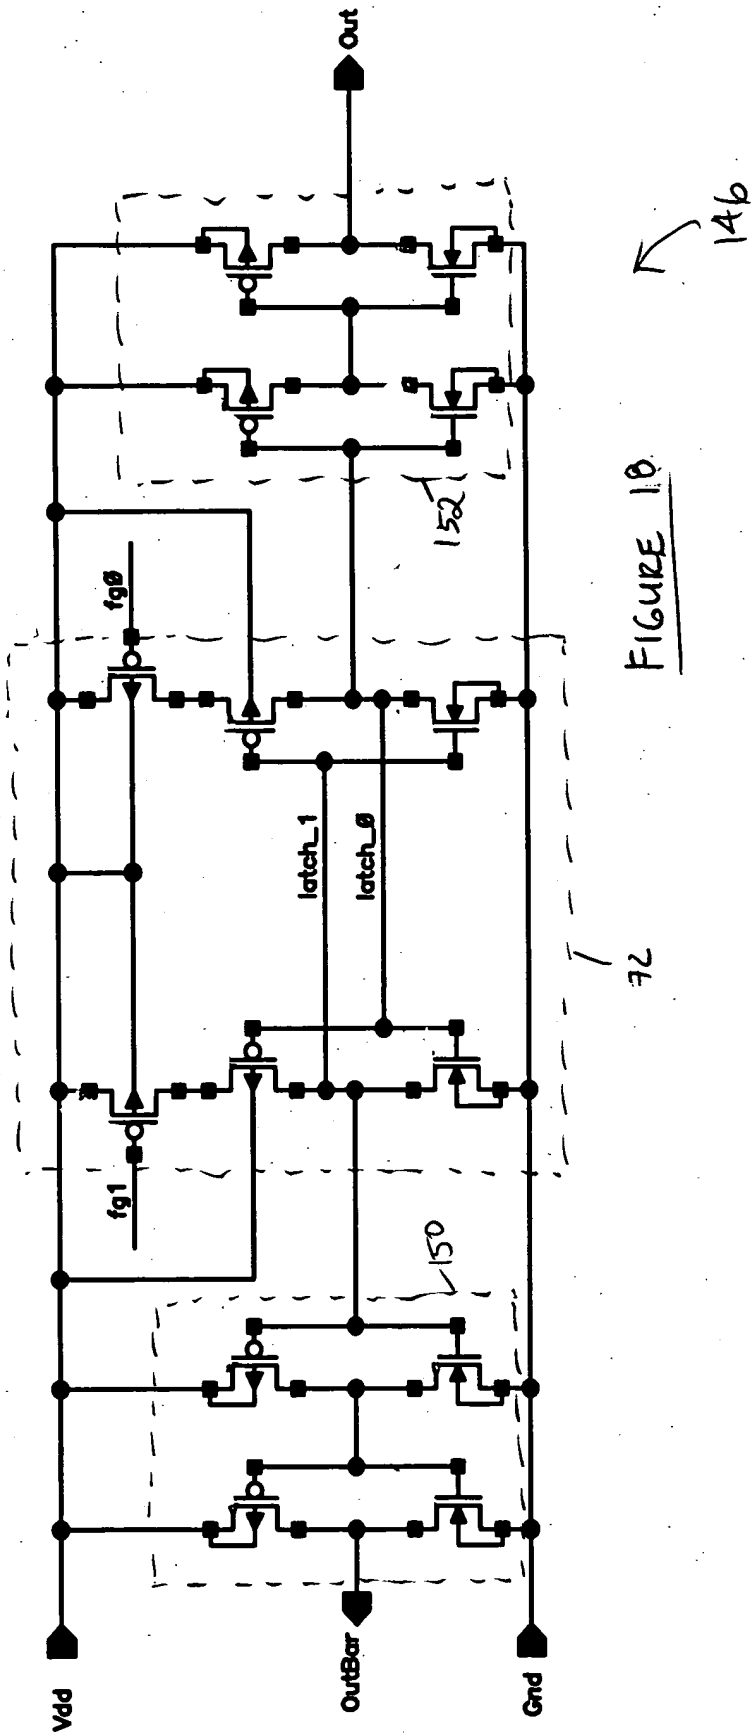 Vdd
fg1
fg0
latch_1
latch_0
OutBar
Out
150
152
Gnd
72
FIGURE 18
146